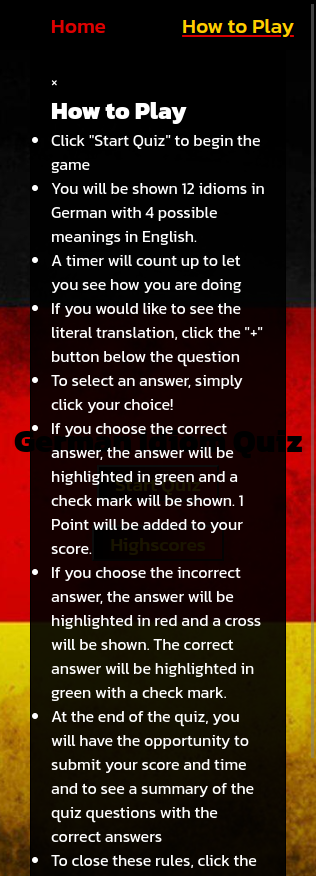 Home
How to Play
×
How to Play
Click "Start Quiz" to begin the
game
You will be shown 12 idioms in
German with 4 possible
meanings in English.
A timer will count up to let
you see how you are doing
If you would like to see the
literal translation, click the "+"
button below the question
To select an answer, simply
click your choice!
If you choose the correct
German Idiom Quiz
answer, the answer will be
highlighted in green and a
Start Quiz
check mark will be shown. 1
Point will be added to your
score.
Highscores
If you choose the incorrect
answer, the answer will be
highlighted in red and a cross
will be shown. The correct
answer will be highlighted in
green with a check mark.
At the end of the quiz, you
will have the opportunity to
submit your score and time
and to see a summary of the
quiz questions with the
correct answers
To close these rules, click the